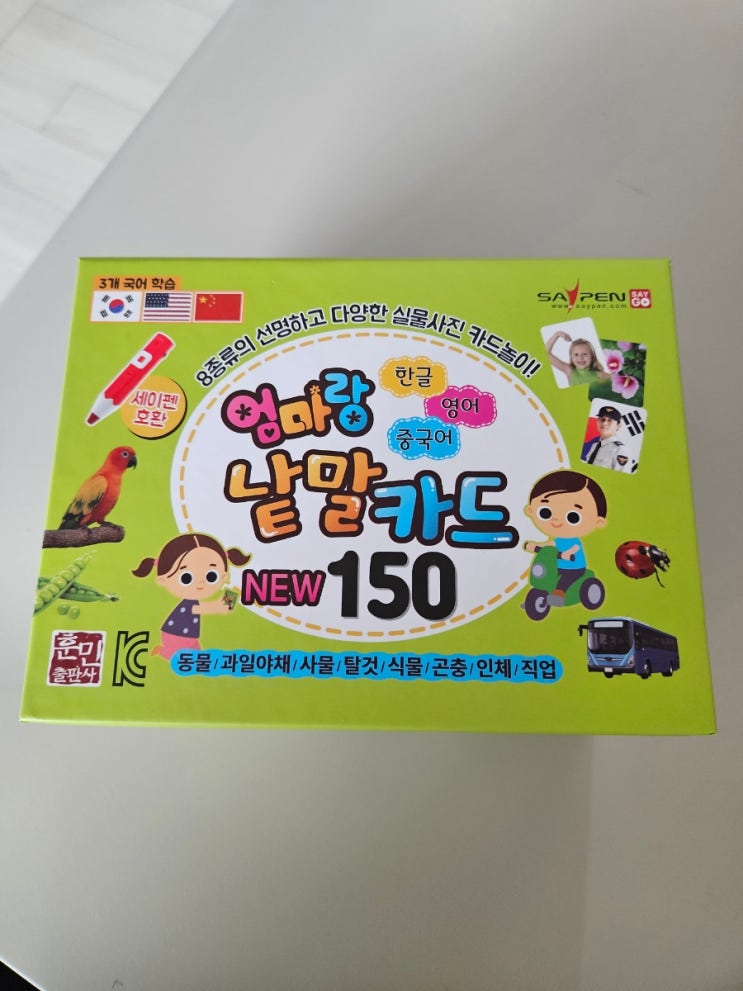 3개 국어 학습
SAYPEN
SAY GO
www.saypen.com
8종류의 선명하고 다양한 실물사진 카드놀이!
세이펜
호환
엄마랑
한글
영어
중국어
낱말카드
NEW 150
훈민
출판사
동물/과일야채/사물/탈것/식물/곤충/인체/직업